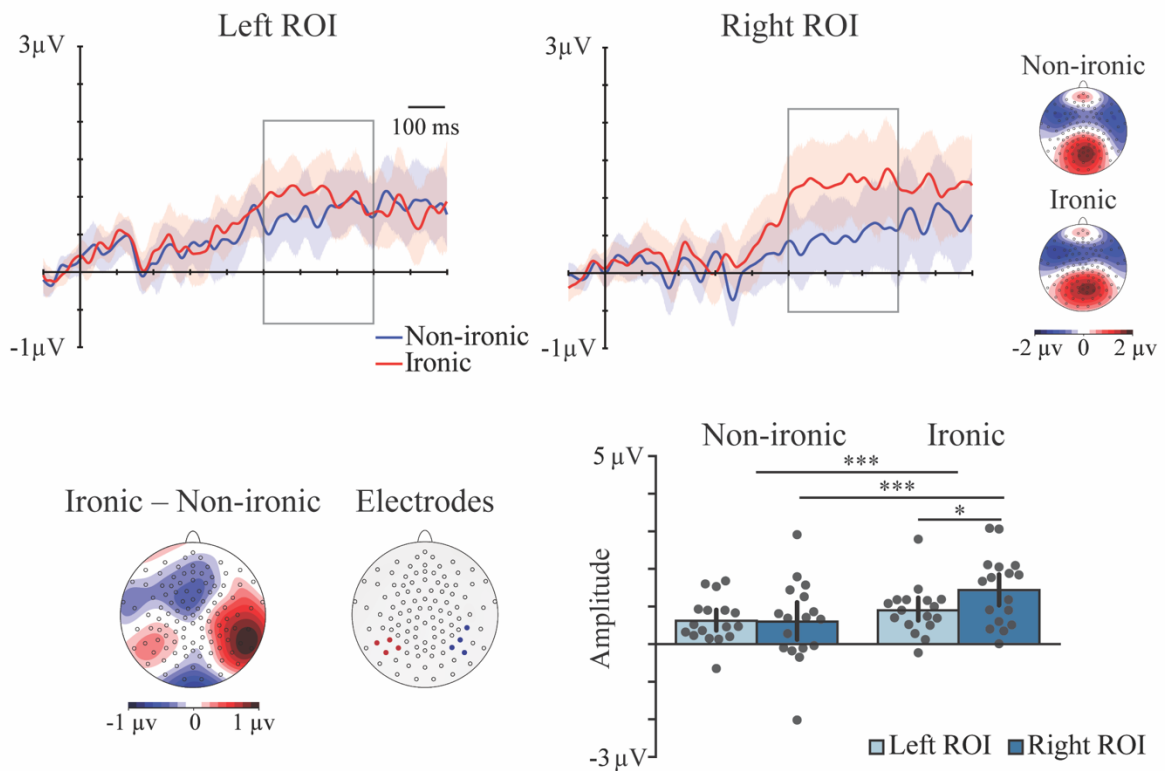 Left ROI
3µV
-1µV
100 ms
Non-ironic
Ironic
Right ROI
3µV
-1µV
Non-ironic
Ironic
-2 µv 0 2 µv
Ironic – Non-ironic
-1 µv 0 1 µv
Electrodes
Non-ironic Ironic
5 µV
***
***
*
Amplitude
-3 µV
Left ROI Right ROI